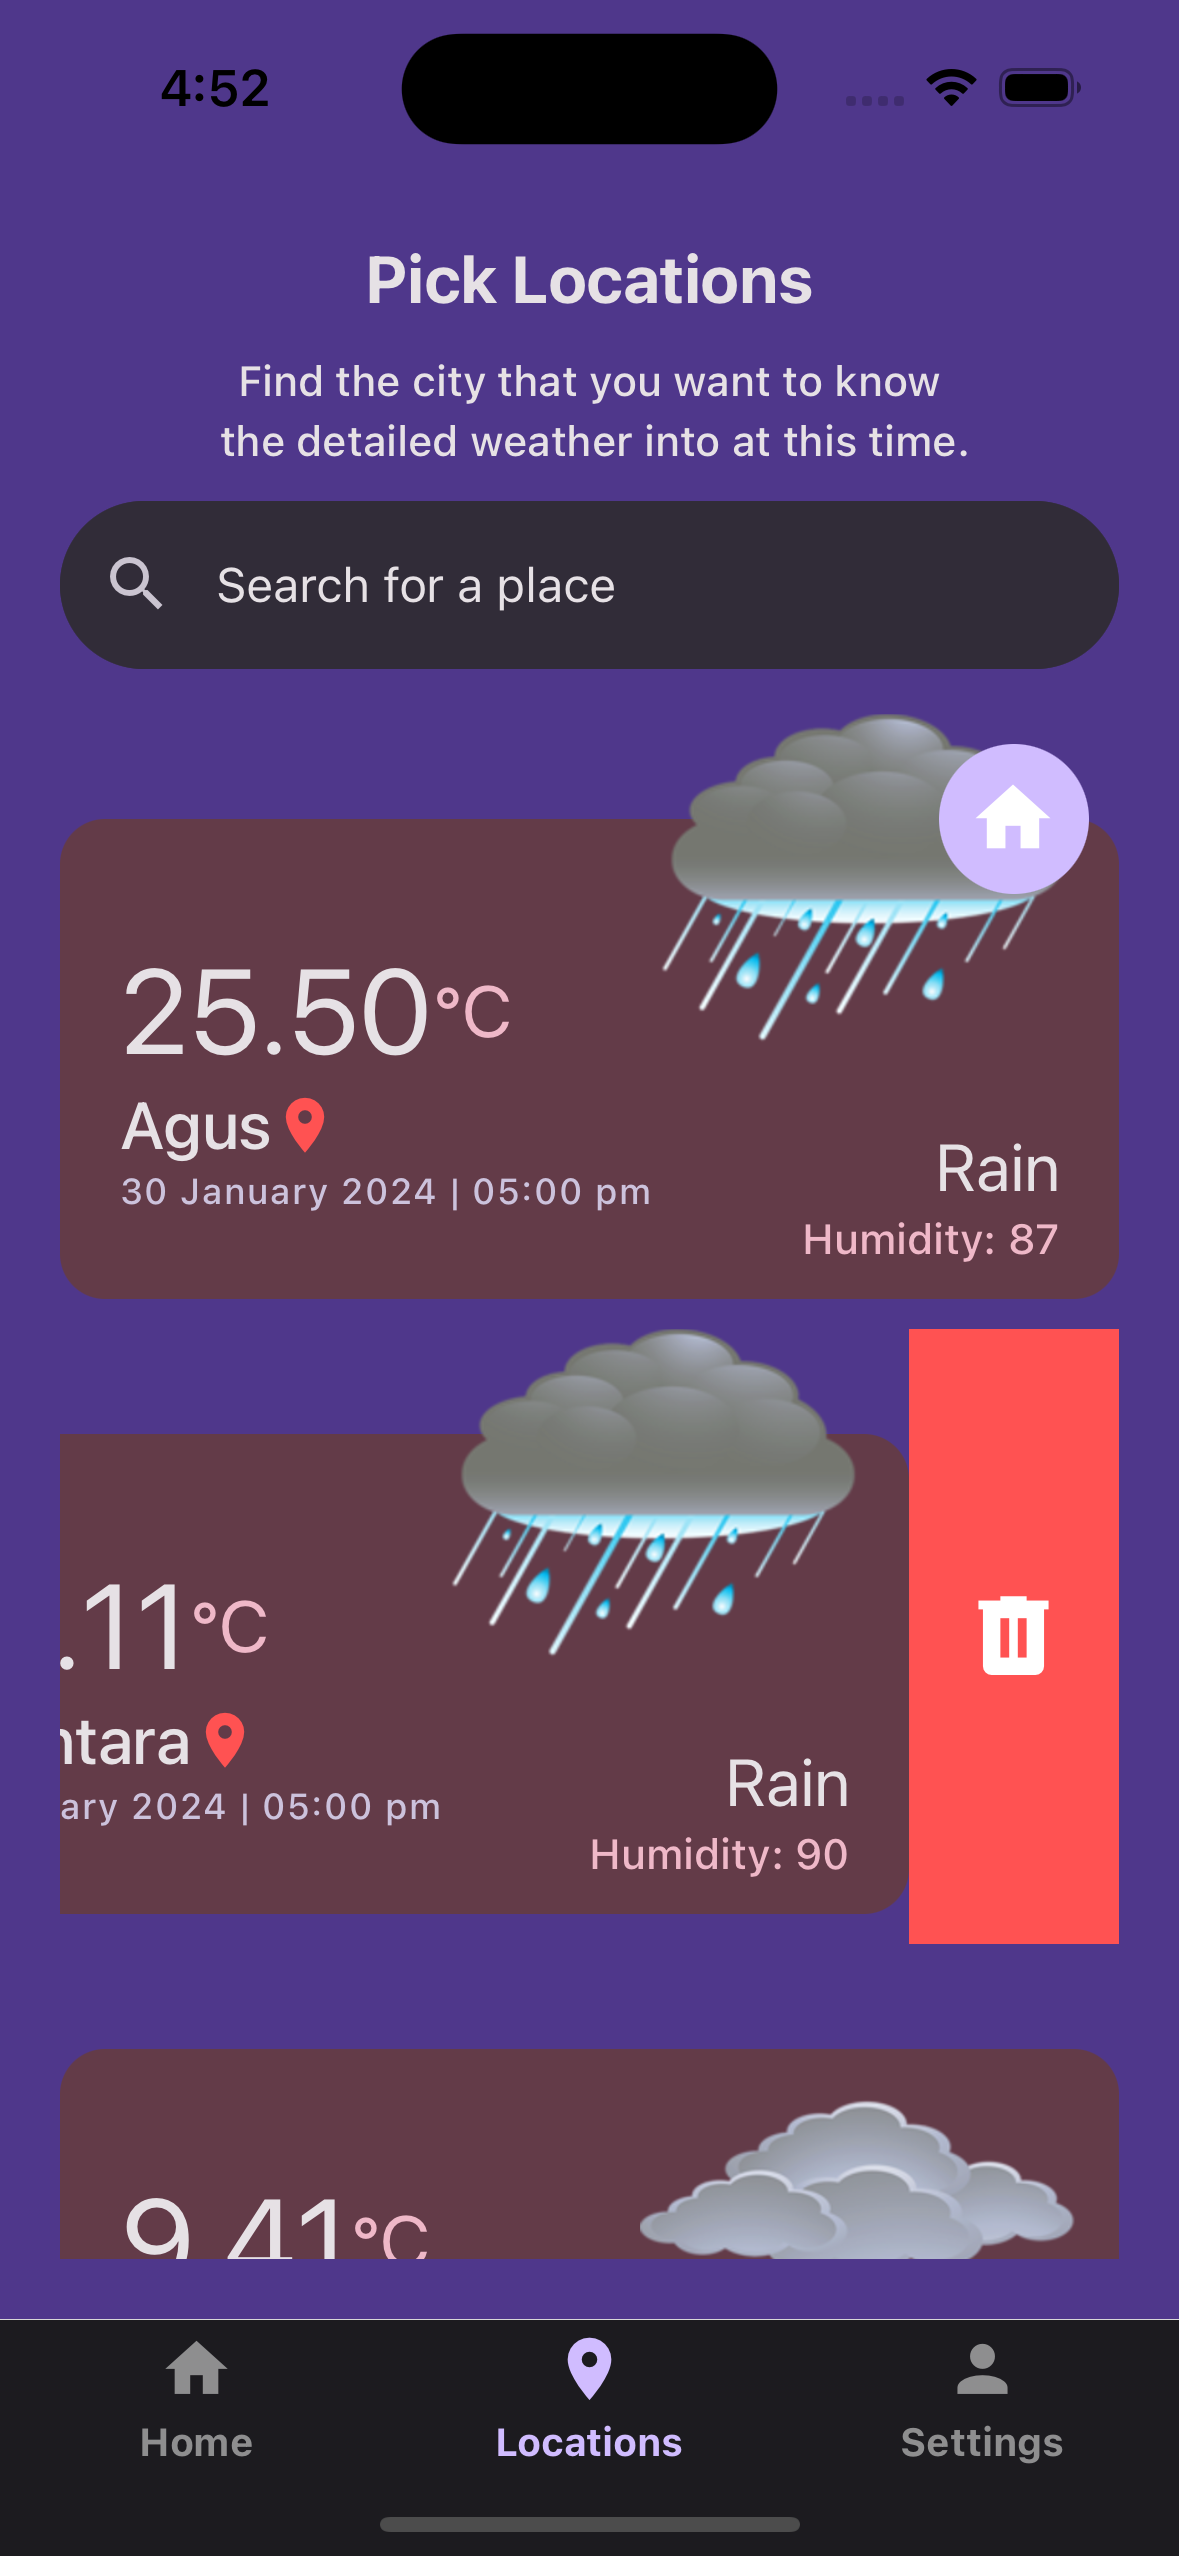 4:52
Pick Locations
Find the city that you want to know
the detailed weather into at this time.
Search for a place
25.50°C
Agus
30 January 2024 | 05:00 pm
Rain
Humidity: 87
.11°C
ntara
ary 2024 | 05:00 pm
Rain
Humidity: 90
9.41°C
Home
Locations
Settings